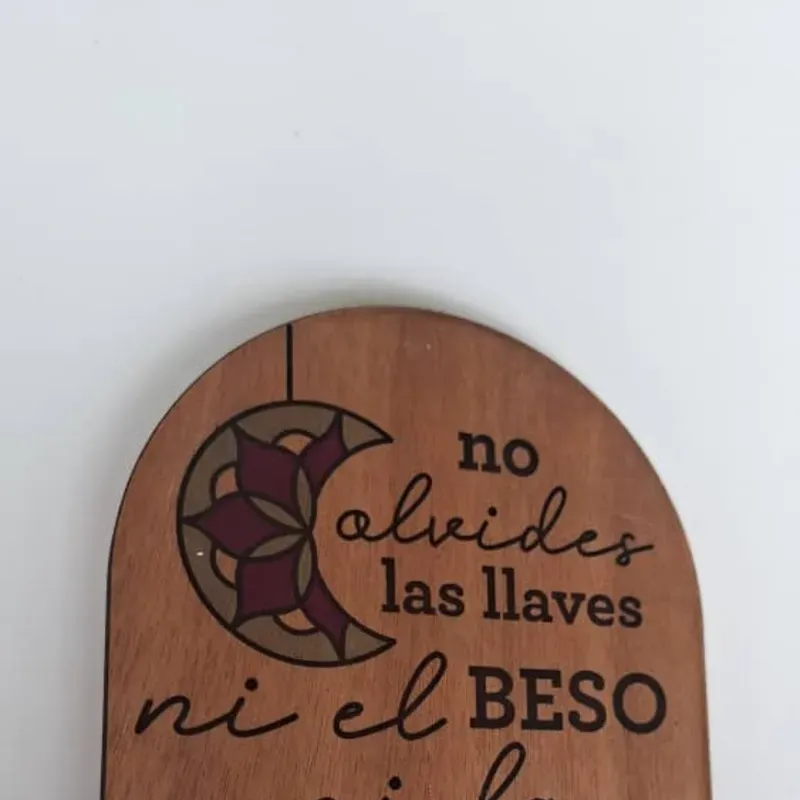 no
olvides
las llaves
ni el BESO